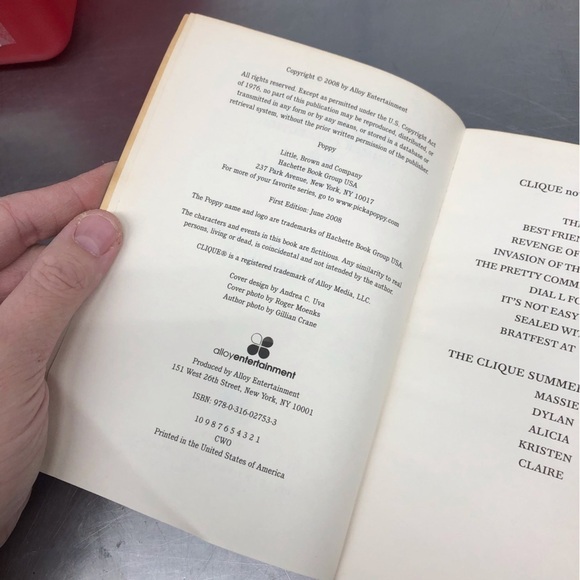 Copyright © 2008 by Alloy Entertainment
All rights reserved. Except as permitted under the U.S. Copyright Act
of 1976, no part of this publication may be reproduced, distributed, or
transmitted in any form or by any means, or stored in a database or
retrieval system, without the prior written permission of the publisher.
Poppy
Little, Brown and Company
Hachette Book Group USA
237 Park Avenue, New York, NY 10017
For more of your favorite series, go to www.pickapoppy.com
First Edition: June 2008
The Poppy name and logo are trademarks of Hachette Book Group USA.
The characters and events in this book are fictitious. Any similarity to real
persons, living or dead, is coincidental and not intended by the author.
CLIQUE® is a registered trademark of Alloy Media, LLC.
Cover design by Andrea C. Uva
Cover photo by Roger Moenks
Author photo by Gillian Crane
alloyentertainment
Produced by Alloy Entertainment
151 West 26th Street, New York, NY 10001
ISBN: 978-0-316-02753-3
10 9 8 7 6 5 4 3 2 1
CWO
Printed in the United States of America
CLIQUE no
TH
BEST FRIE
REVENGE OF
INVASION OF TH
THE PRETTY COMM
DIAL L FO
IT'S NOT EASY
SEALED WIT
BRATFEST AT
THE CLIQUE SUMMER
MASSIE
DYLAN
ALICIA
KRISTEN
CLAIRE